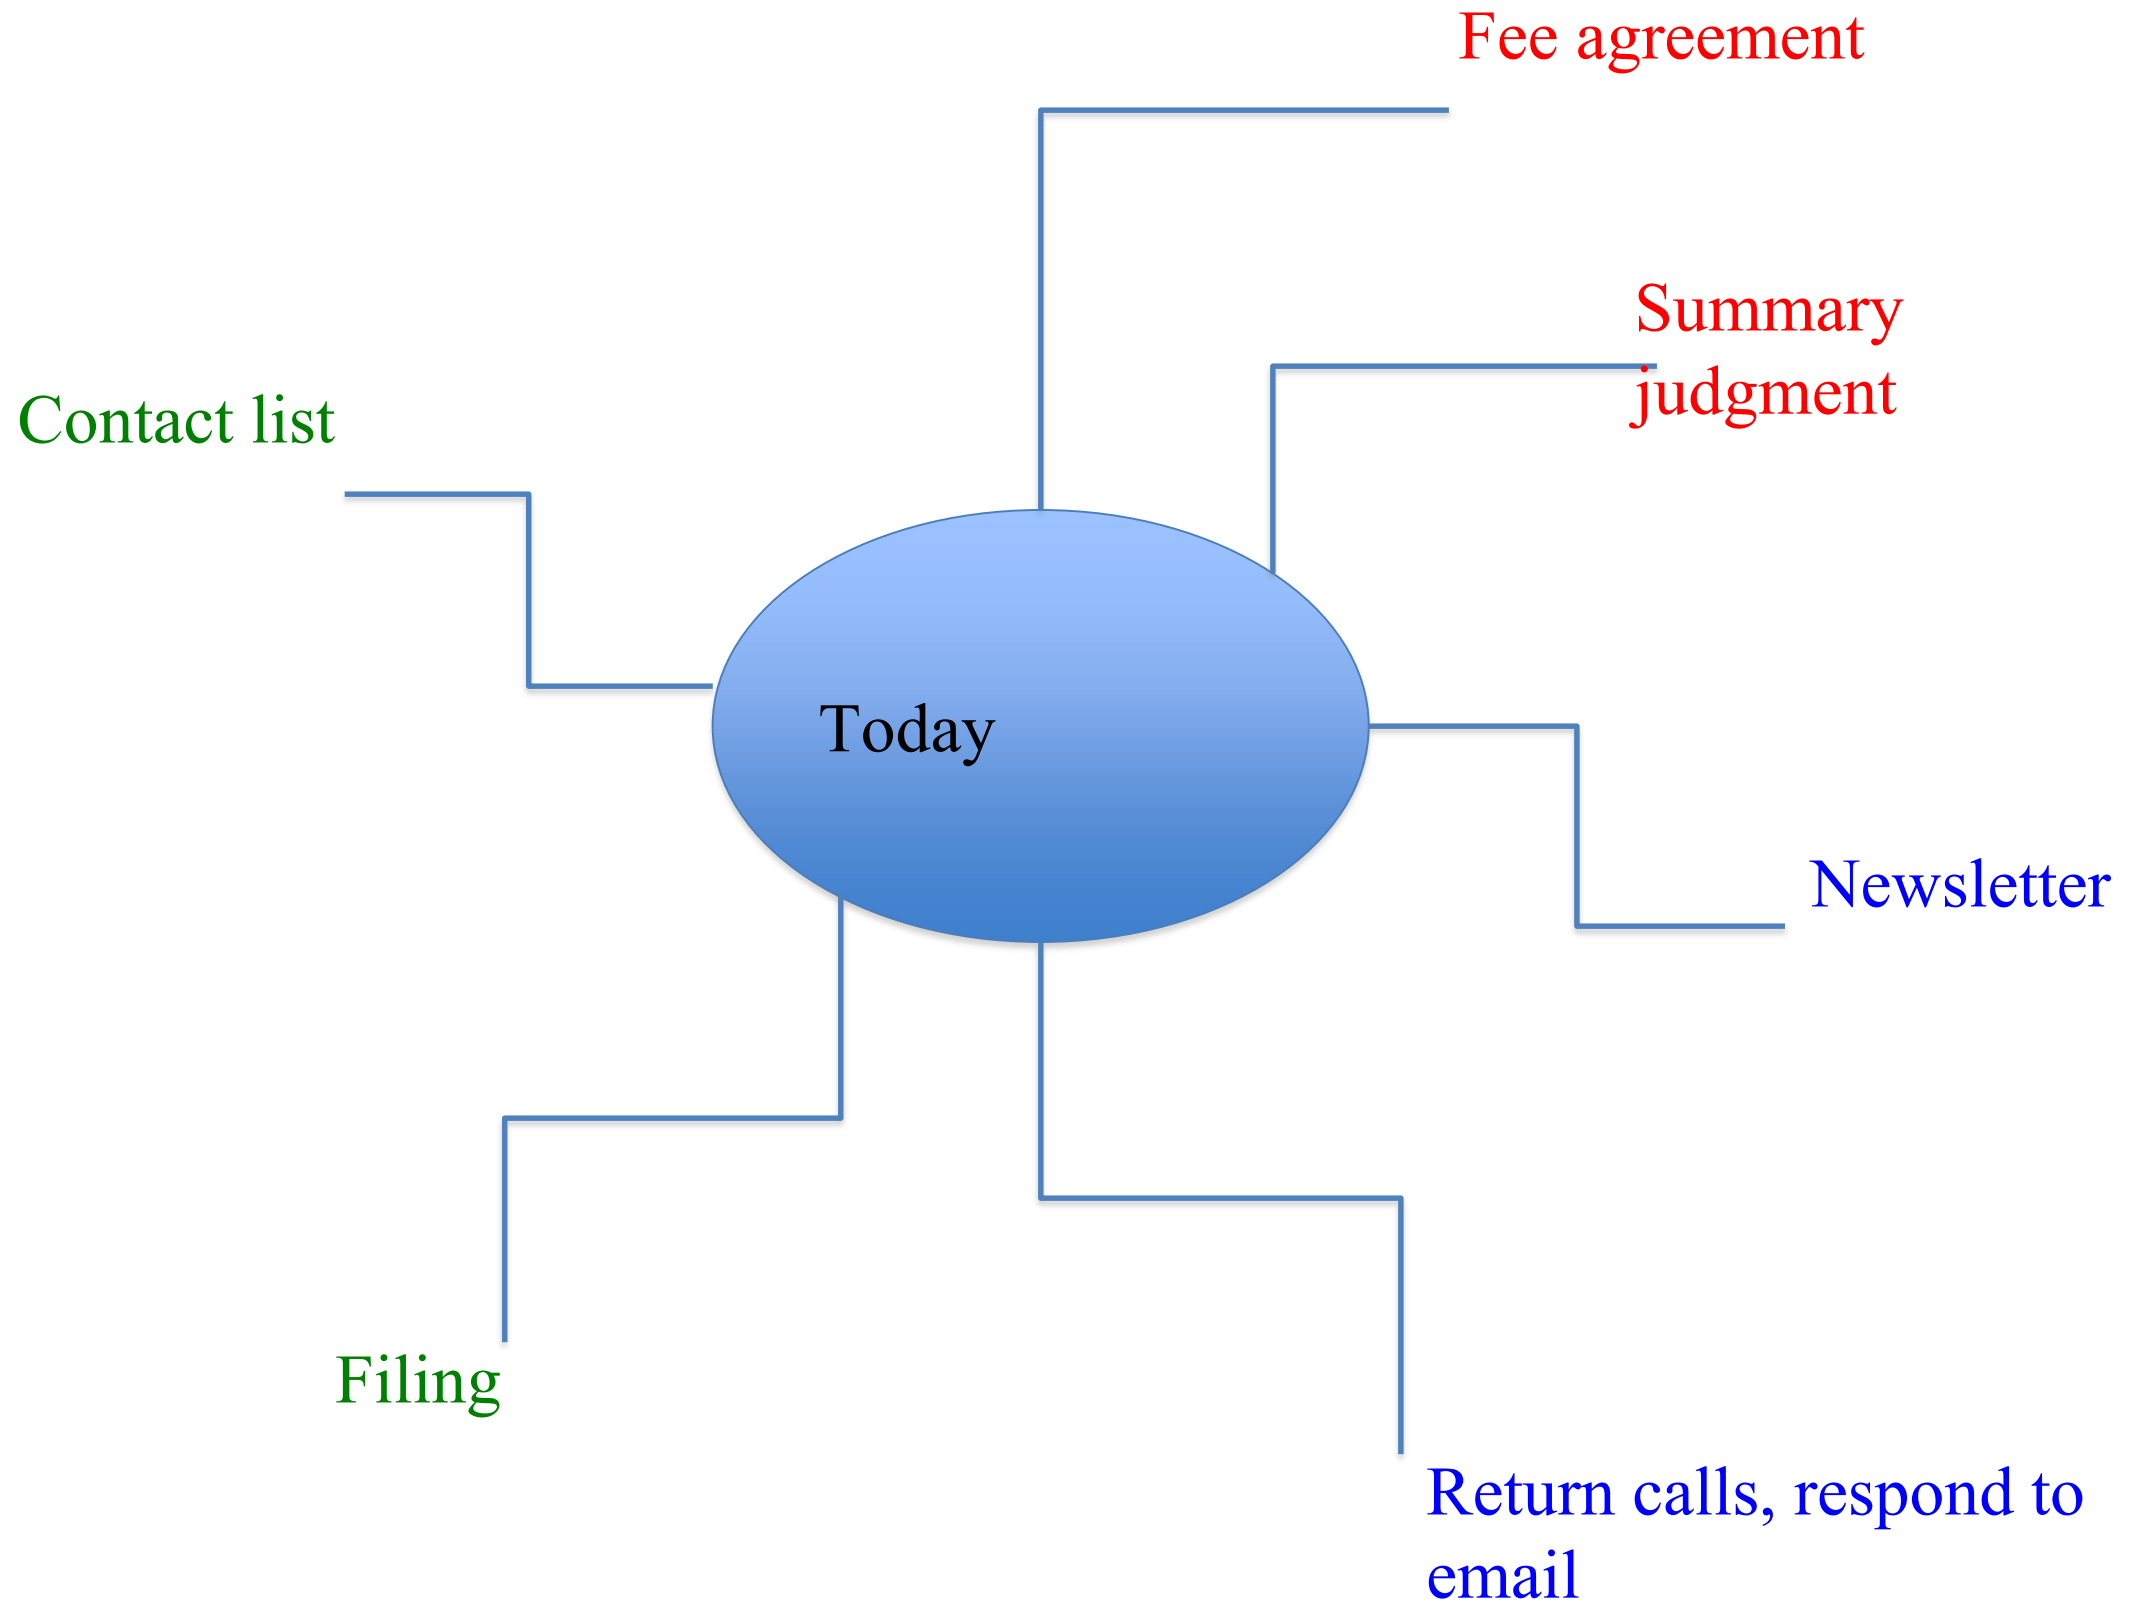 Fee agreement
Summary
judgment
Contact list
Today
Newsletter
Filing
Return calls, respond to
email